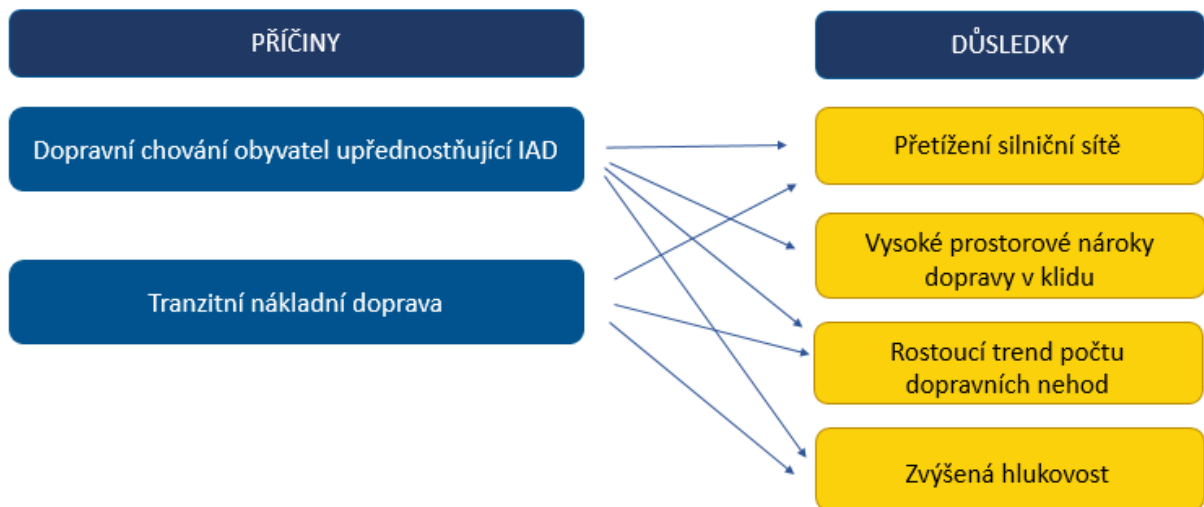 PŘÍČINY
DŮSLEDKY
Dopravní chování obyvatel upřednostňující IAD
Přetížení silniční sítě
Vysoké prostorové nároky
dopravy v klidu
Tranzitní nákladní doprava
Rostoucí trend počtu
dopravních nehod
Zvýšená hlukovost